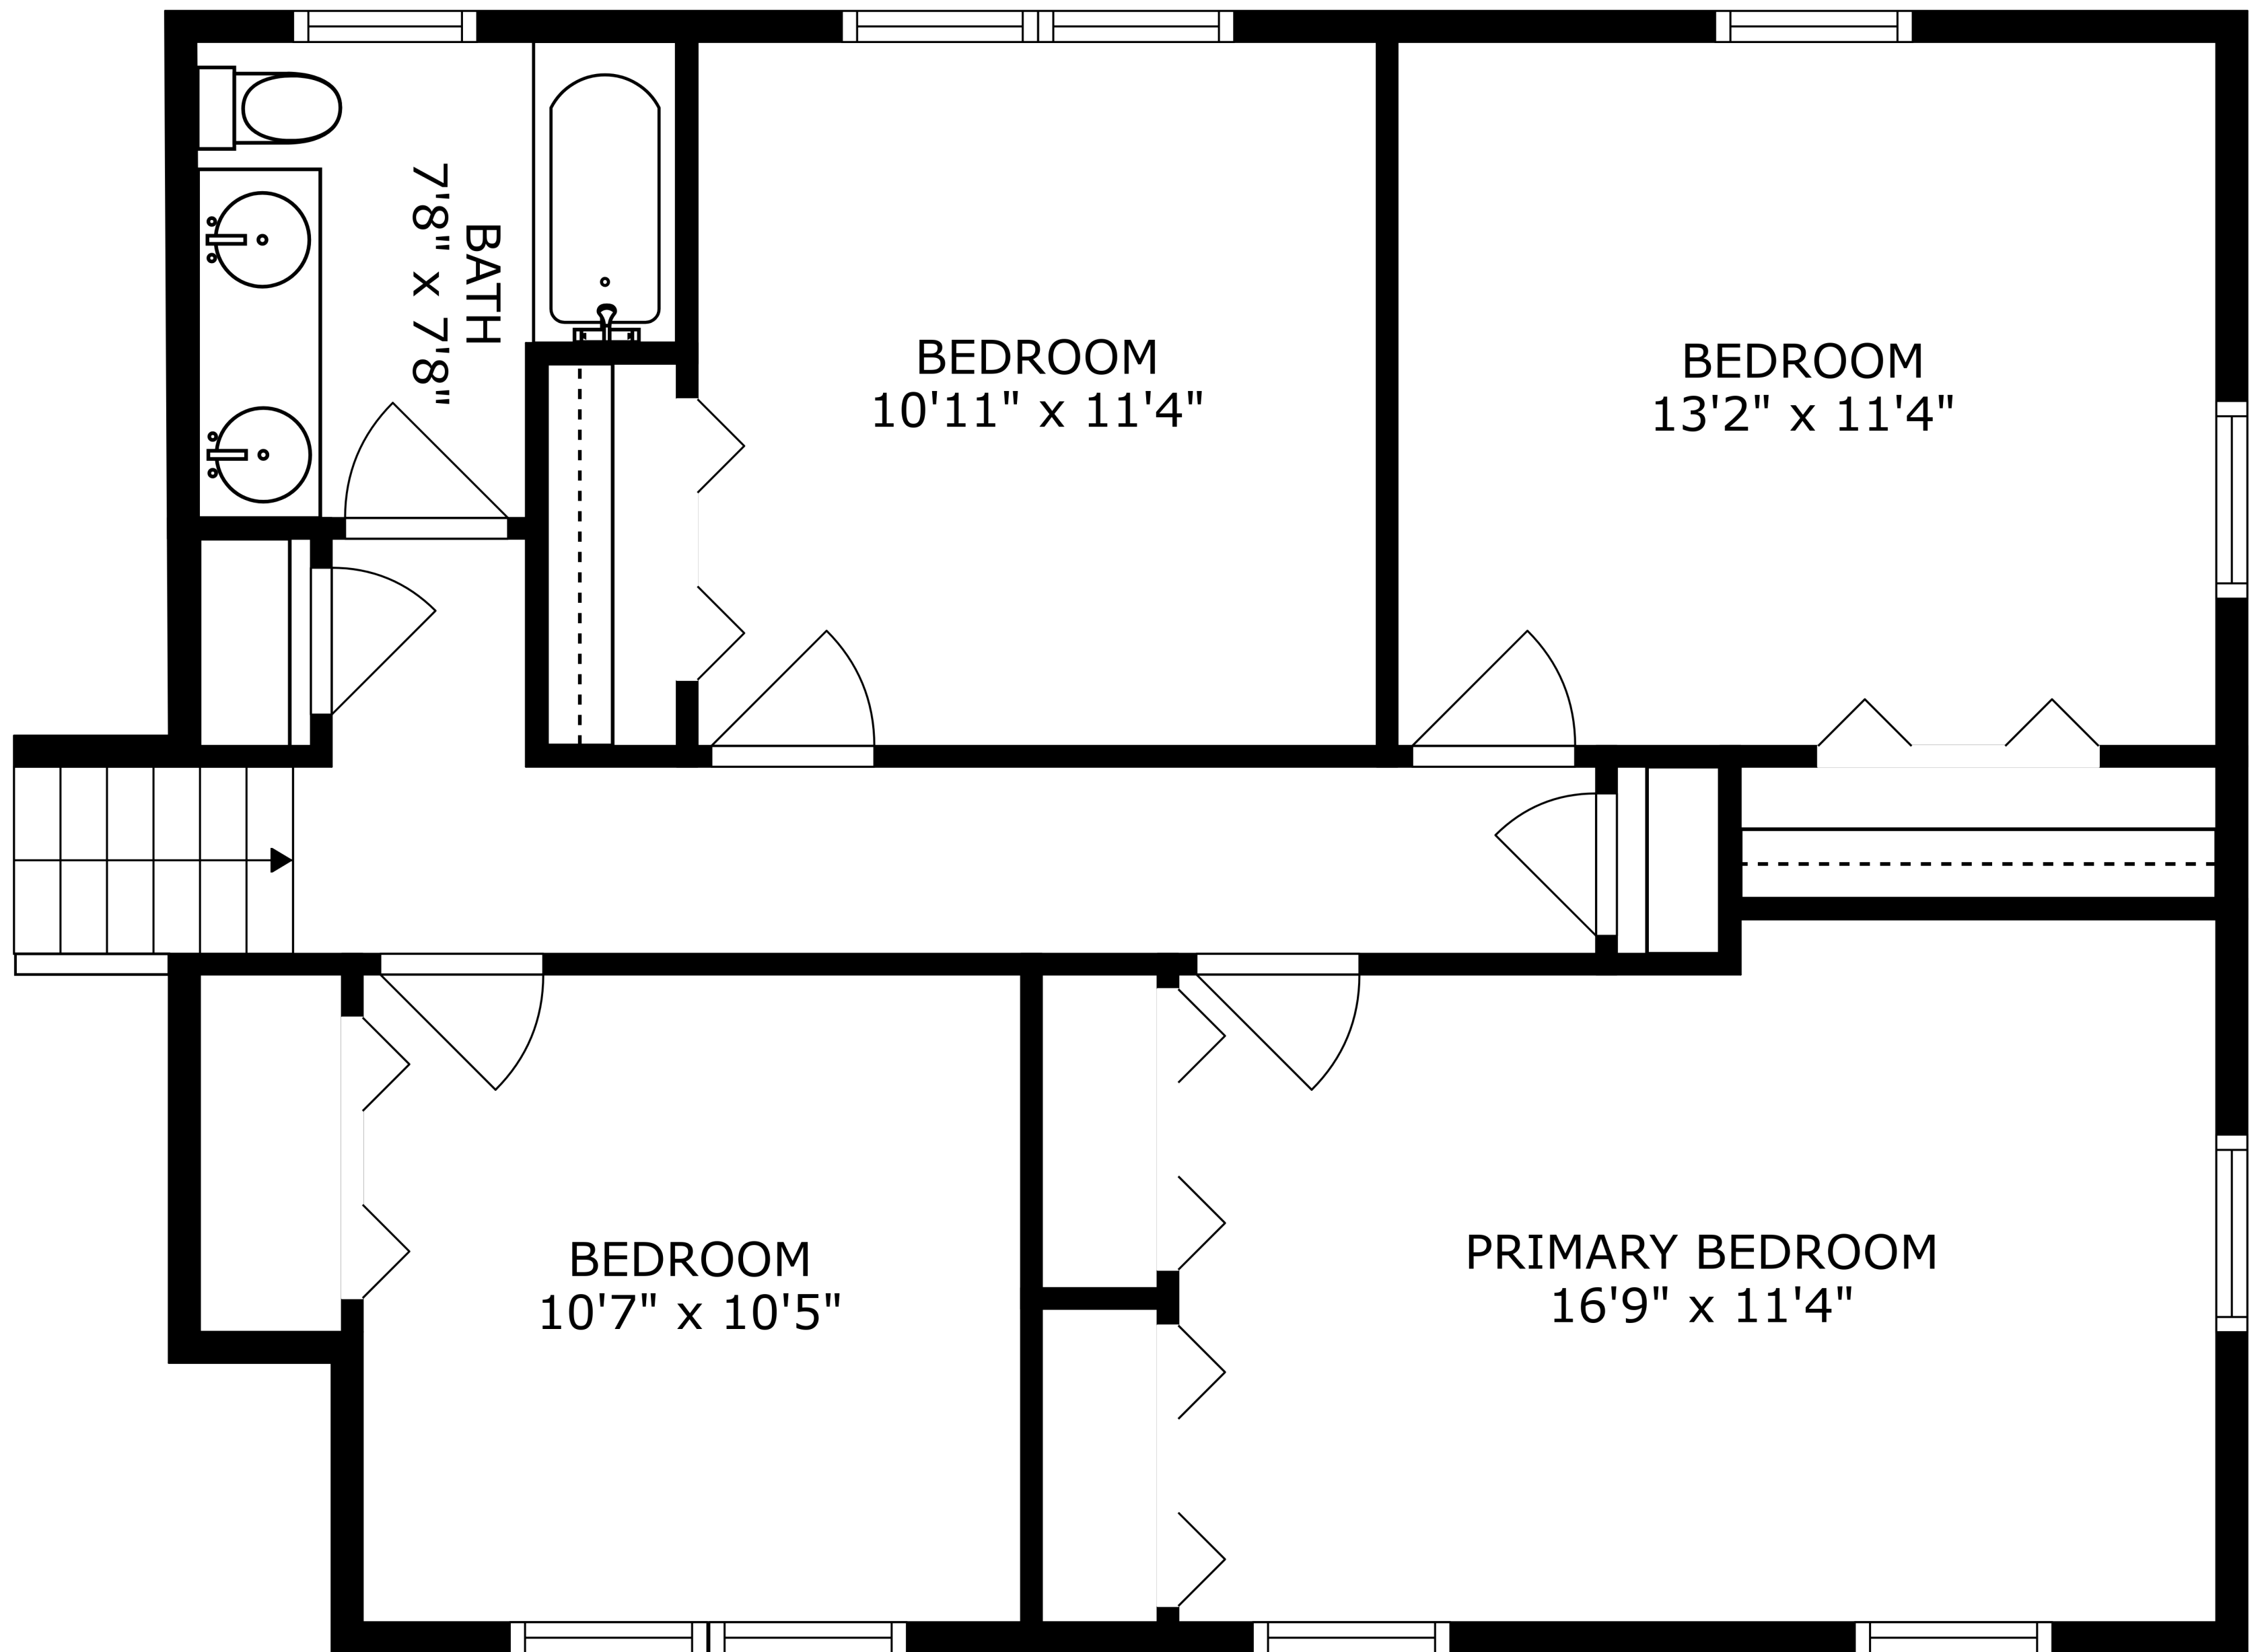 BATH
7'8" x 7'8"
BEDROOM
10'11" x 11'4"
BEDROOM
13'2" x 11'4"
BEDROOM
10'7" x 10'5"
PRIMARY BEDROOM
16'9" x 11'4"